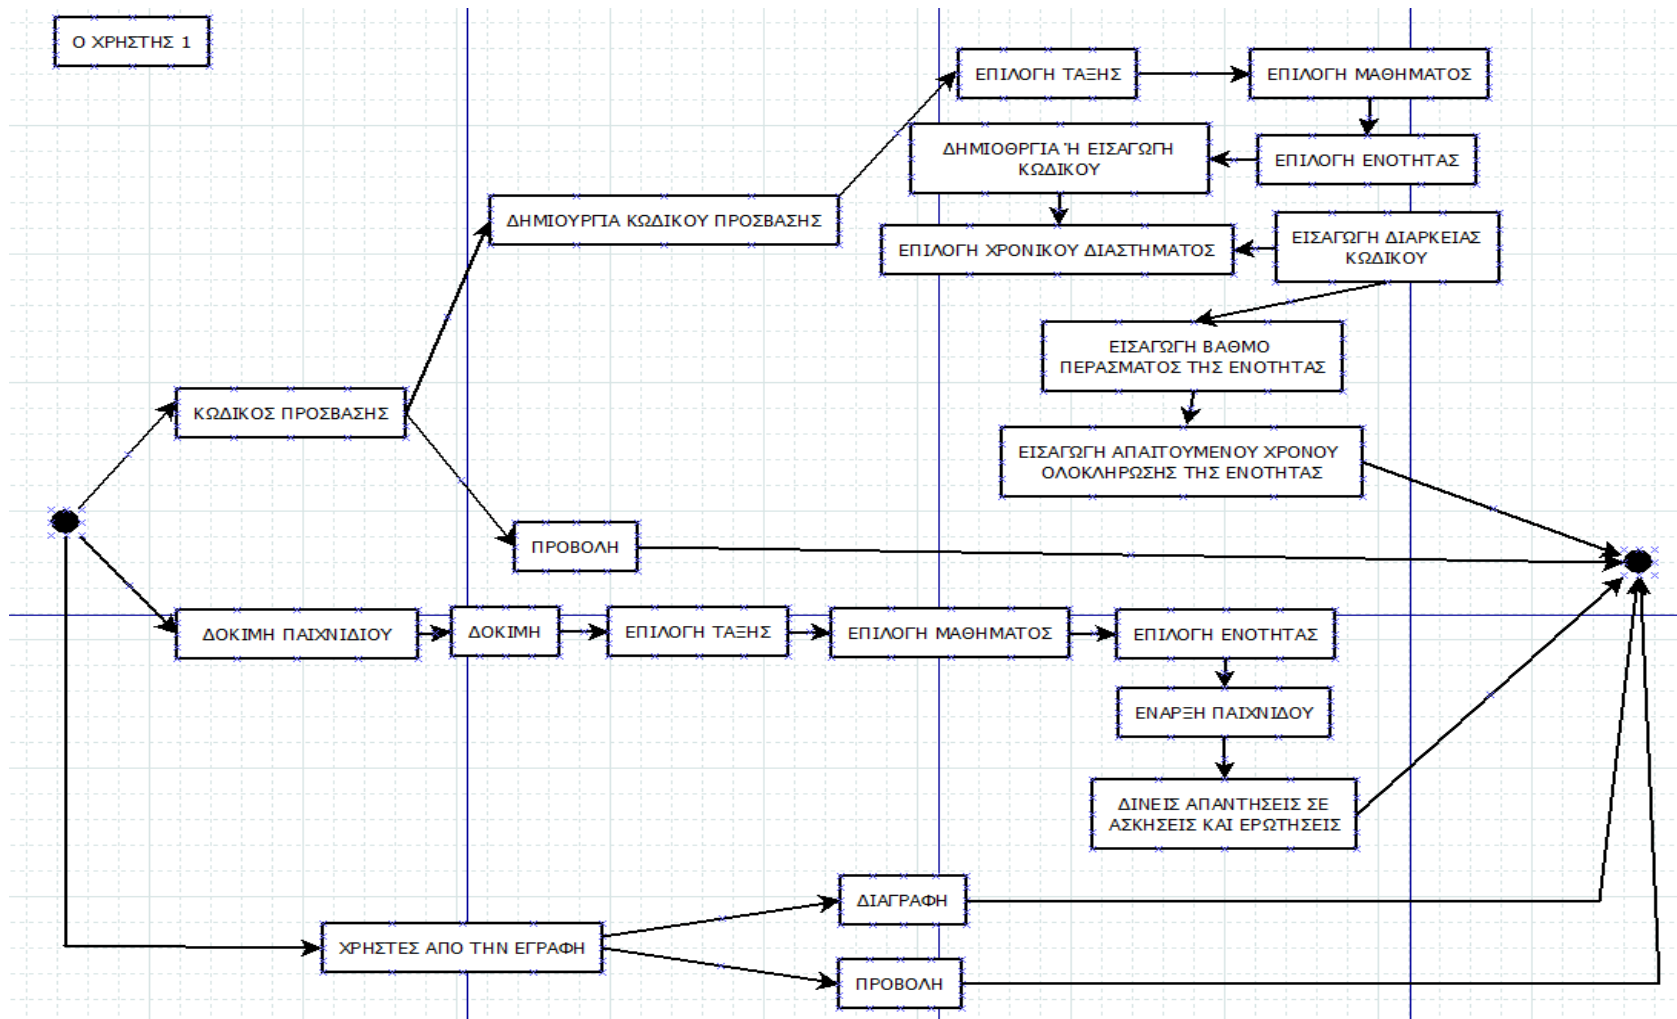 Ο ΧΡΗΣΤΗΣ 1
ΕΠΙΛΟΓΗ ΤΑΞΗΣ
ΕΠΙΛΟΓΗ ΜΑΘΗΜΑΤΟΣ
ΔΗΜΙΟΘΡΓΙΑ Ή ΕΙΣΑΓΩΓΗ
ΚΩΔΙΚΟΥ
ΕΠΙΛΟΓΗ ΕΝΟΤΗΤΑΣ
ΔΗΜΙΟΥΡΓΙΑ ΚΩΔΙΚΟΥ ΠΡΟΣΒΑΣΗΣ
ΕΠΙΛΟΓΗ ΧΡΟΝΙΚΟΥ ΔΙΑΣΤΗΜΑΤΟΣ
ΕΙΣΑΓΩΓΗ ΔΙΑΡΚΕΙΑΣ
ΚΩΔΙΚΟΥ
ΕΙΣΑΓΩΓΗ ΒΑΘΜΟ
ΠΕΡΑΣΜΑΤΟΣ ΤΗΣ ΕΝΟΤΗΤΑΣ
ΚΩΔΙΚΟΣ ΠΡΟΣΒΑΣΗΣ
ΕΙΣΑΓΩΓΗ ΑΠΑΙΤΟΥΜΕΝΟΥ ΧΡΟΝΟΥ
ΟΛΟΚΛΗΡΩΣΗΣ ΤΗΣ ΕΝΟΤΗΤΑΣ
ΠΡΟΒΟΛΗ
ΔΟΚΙΜΗ ΠΑΙΧΝΙΔΙΟΥ
ΔΟΚΙΜΗ
ΕΠΙΛΟΓΗ ΤΑΞΗΣ
ΕΠΙΛΟΓΗ ΜΑΘΗΜΑΤΟΣ
ΕΠΙΛΟΓΗ ΕΝΟΤΗΤΑΣ
ΕΝΑΡΞΗ ΠΑΙΧΝΙΔΟΥ
ΔΙΝΕΙΣ ΑΠΑΝΤΗΣΕΙΣ ΣΕ
ΑΣΚΗΣΕΙΣ ΚΑΙ ΕΡΩΤΗΣΕΙΣ
ΔΙΑΓΡΑΦΗ
ΧΡΗΣΤΕΣ ΑΠΟ ΤΗΝ ΕΓΡΑΦΗ
ΠΡΟΒΟΛΗ